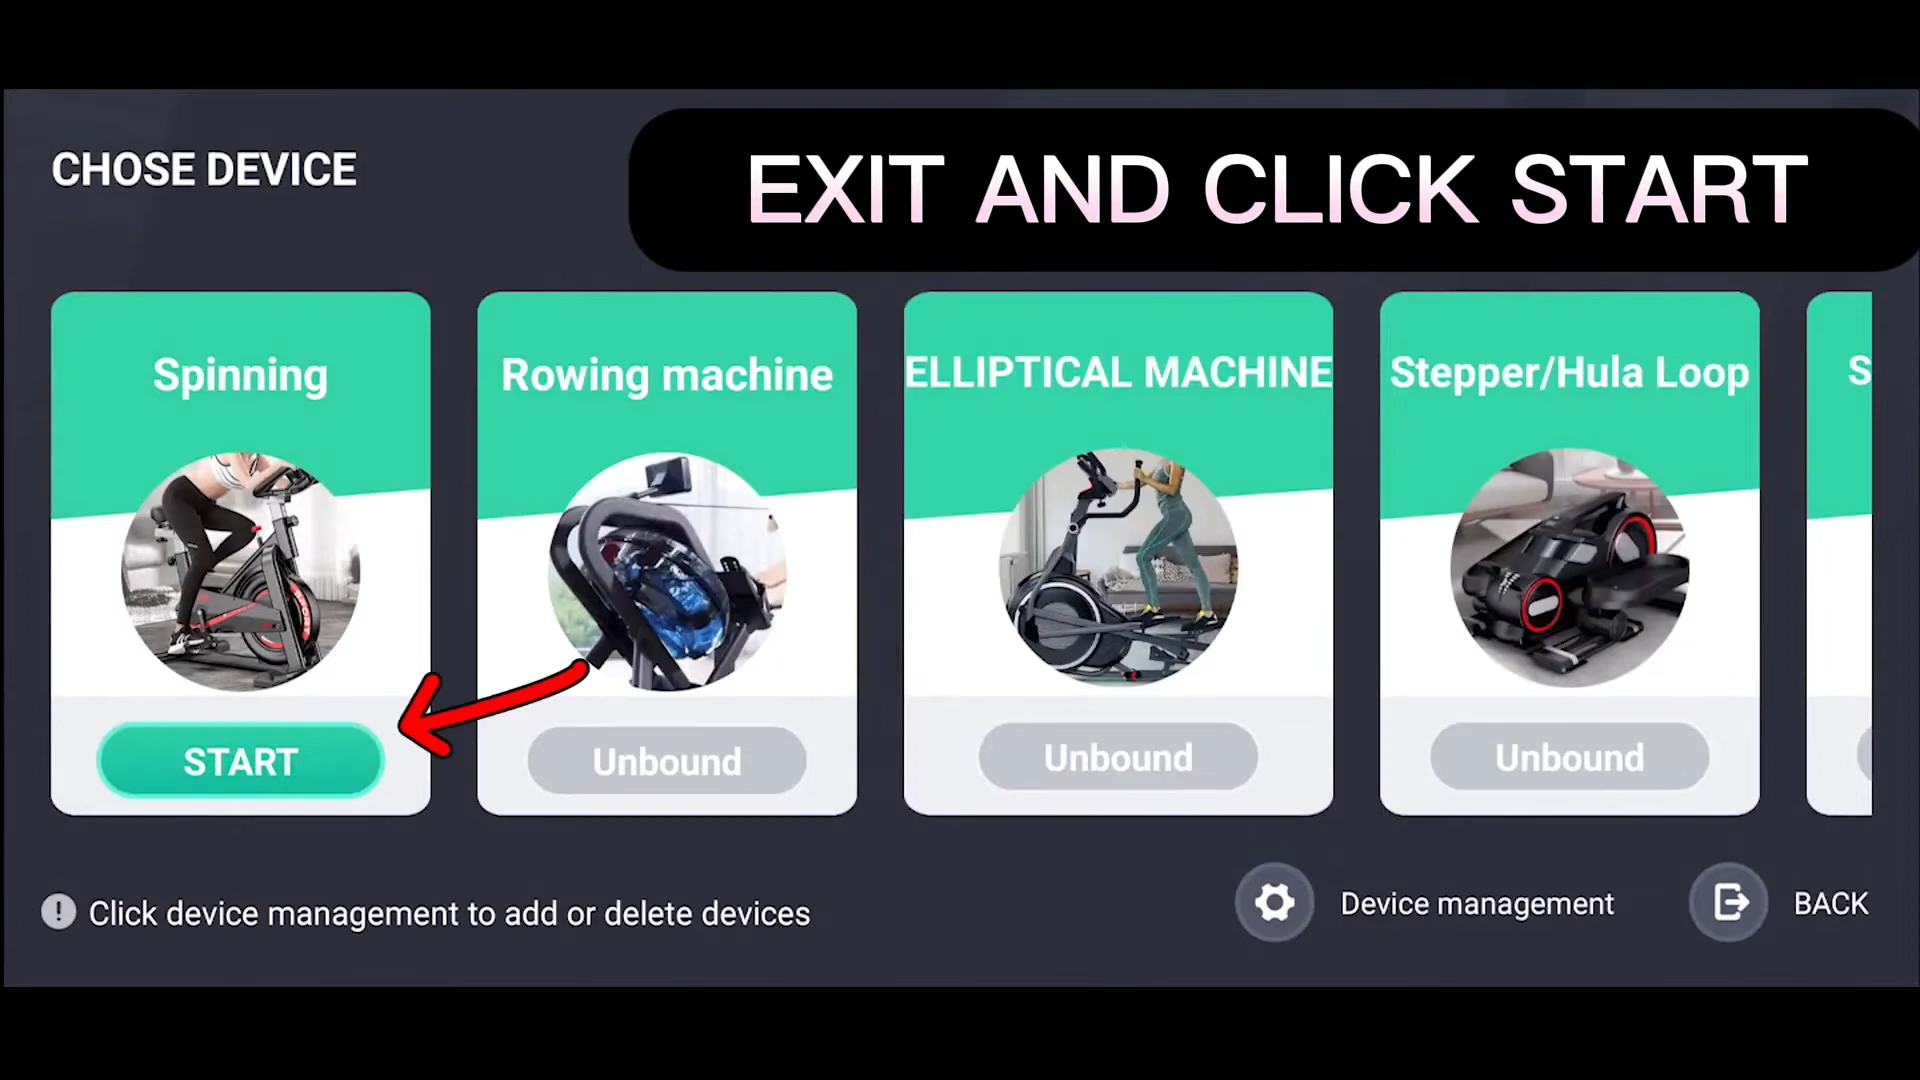 CHOSE DEVICE
EXIT AND CLICK START
Spinning
Rowing machine
ELLIPTICAL MACHINE
Stepper/Hula Loop
S
START
Unbound
Unbound
Unbound
Click device management to add or delete devices
Device management
BACK